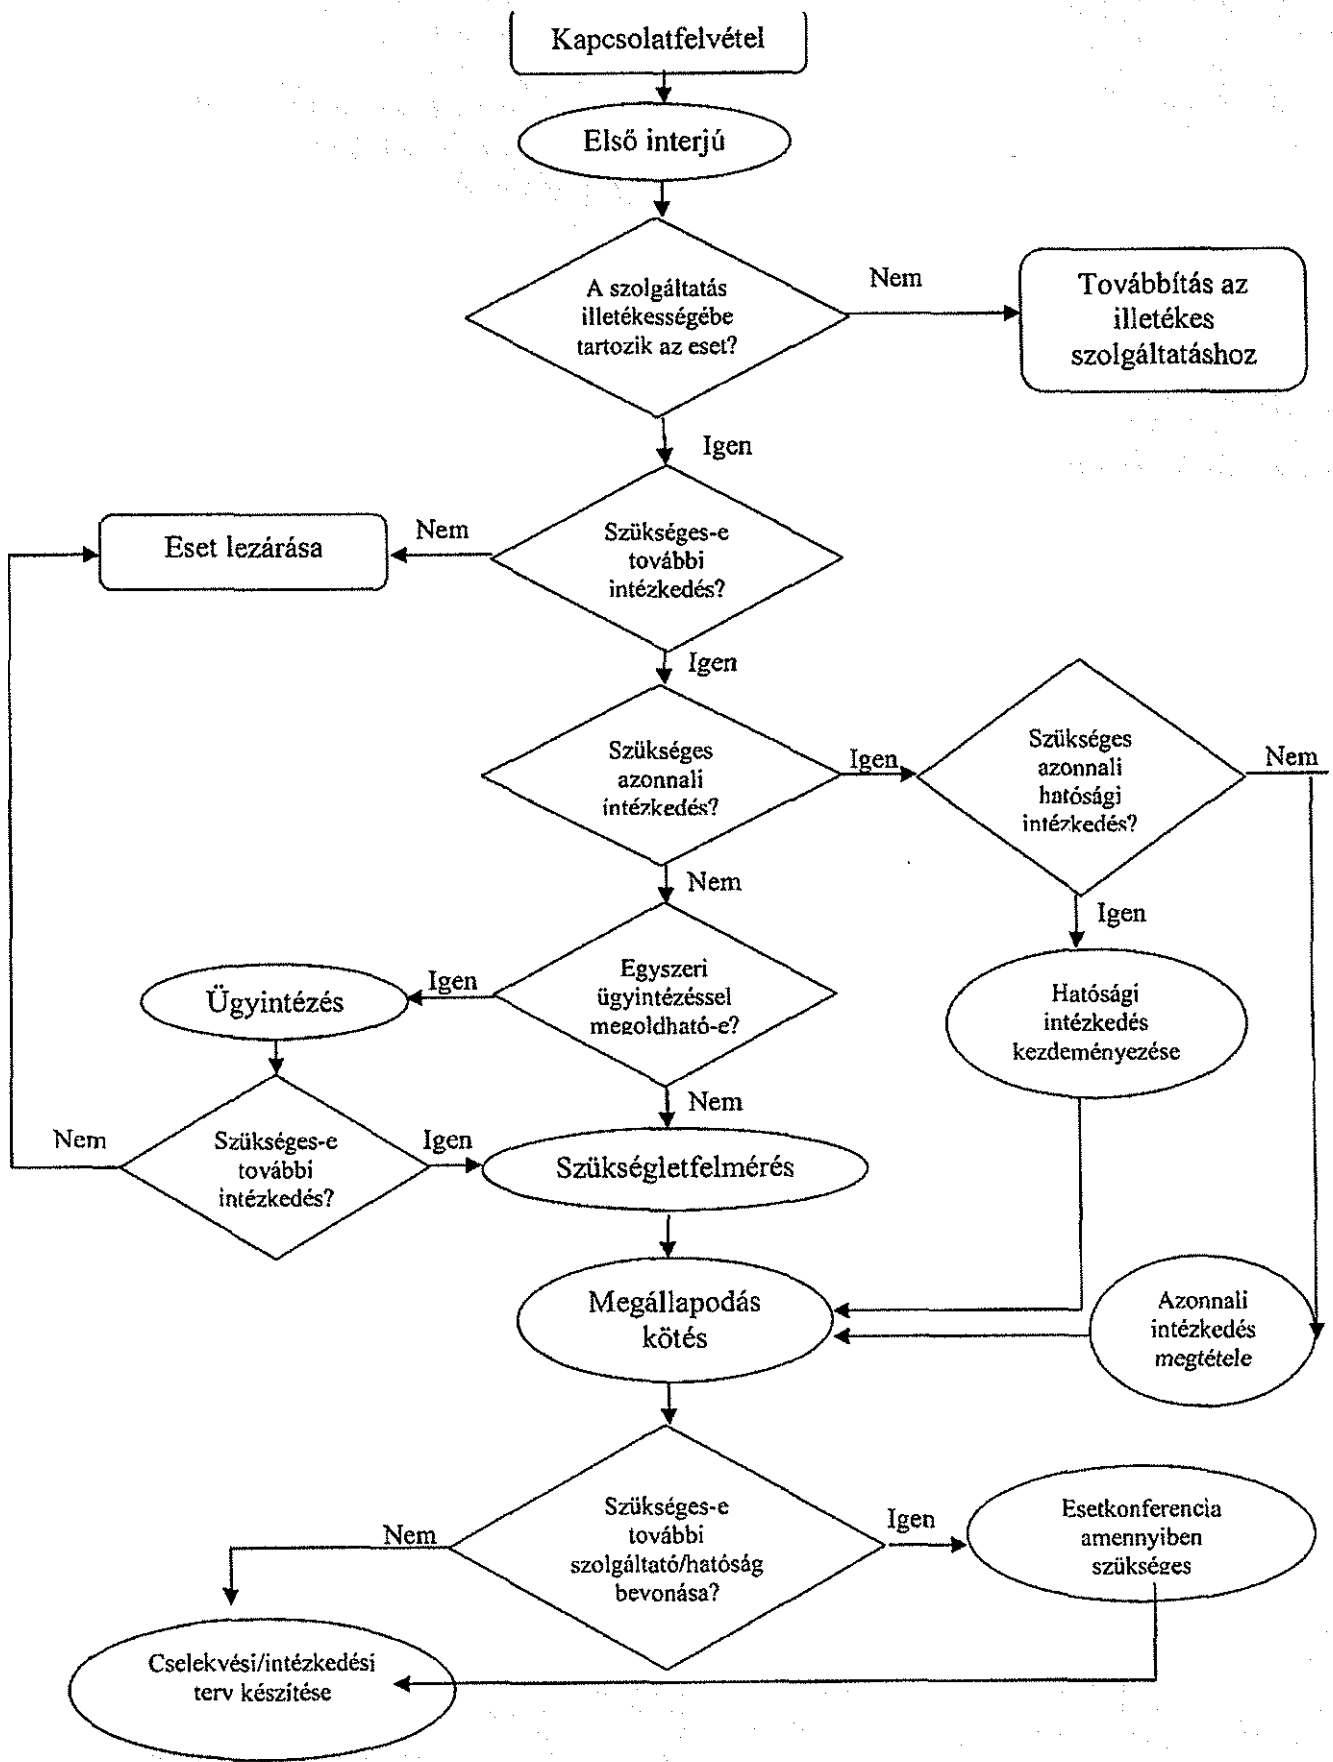 Kapcsolatfelvétel
Első interjú
A szolgáltatás
illetékességébe
tartozik az eset?
Nem
Továbbítás az
illetékes
szolgáltatáshoz
Igen
Szükséges-e
további
intézkedés?
Nem
Eset lezárása
Igen
Szükséges
azonnali
intézkedés?
Igen
Szükséges
azonnali
hatósági
intézkedés?
Nem
Nem
Igen
Egyszeri
ügyintézéssel
megoldható-e?
Igen
Ügyintézés
Hatósági
intézkedés
kezdeményezése
Nem
Nem
Szükséges-e
további
intézkedés?
Igen
Szükségletfelmérés
Megállapodás
kötés
Azonnali
intézkedés
megtétele
Szükséges-e
további
szolgáltató/hatóság
bevonása?
Nem
Igen
Esetkonferencia
amennyiben
szükséges
Cselekvési/intézkedési
terv készítése